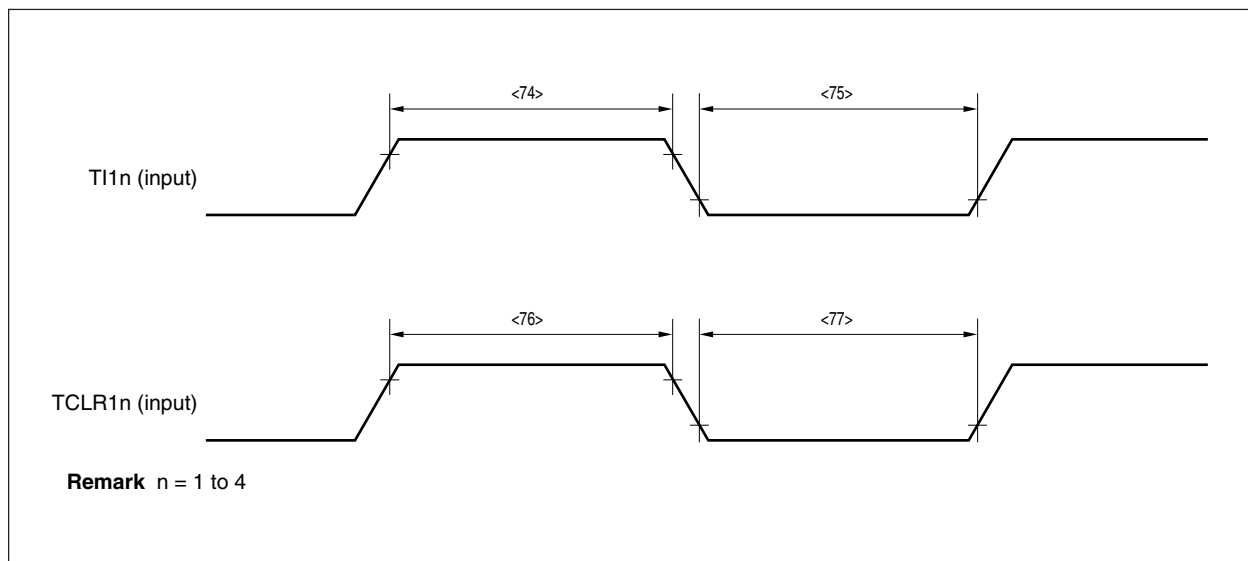 <74> <75>
TI1n (input)
<76> <77>
TCLR1n (input)
Remark n = 1 to 4